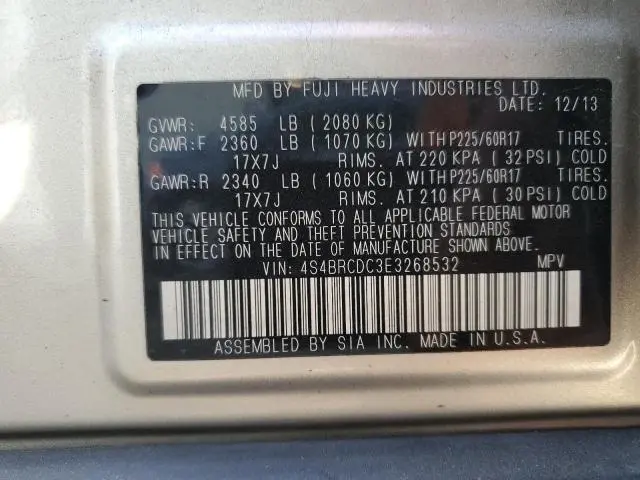 MFD BY FUJI HEAVY INDUSTRIES LTD.
DATE: 12/13
GVWR: 4585 LB ( 2080 KG)
GAWR:F 2360 LB ( 1070 KG) WITHP225/60R17 TIRES.
17X7J RIMS. AT 220 KPA ( 32 PSI) COLD
GAWR:R 2340 LB ( 1060 KG) WITHP225/60R17 TIRES.
17X7J RIMS. AT 210 KPA ( 30 PSI) COLD
THIS VEHICLE CONFORMS TO ALL APPLICABLE FEDERAL MOTOR
VEHICLE SAFETY AND THEFT PREVENTION STANDARDS
IN EFFECT ON THE DATE OF MANUFACTURE SHOWN ABOVE.
VIN: 4S4BRCDC3E3268532 MPV
ASSEMBLED BY SIA INC. MADE IN U.S.A.